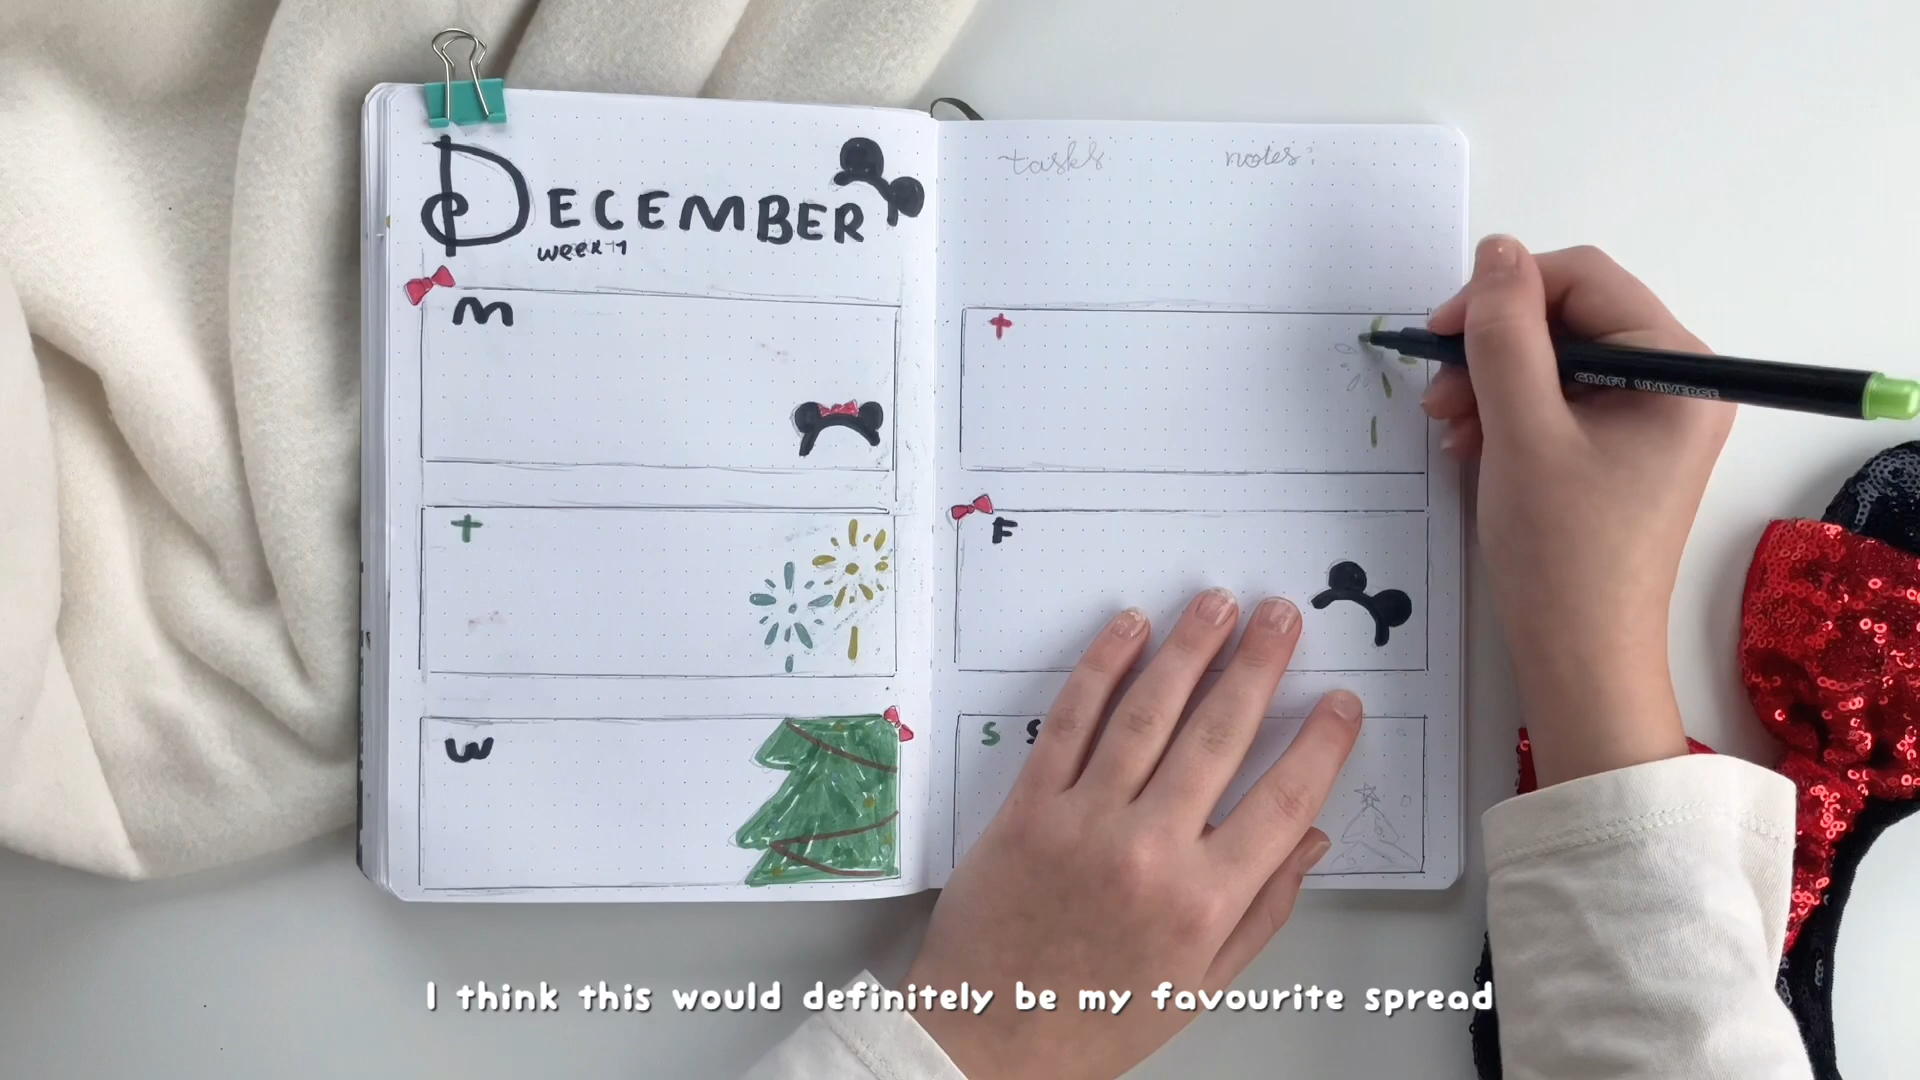 DECEMBER
week 1
M
T
W
tasks
notes:
T
F
S S
CRAFT UNIVERSE
I think this would definitely be my favourite spread